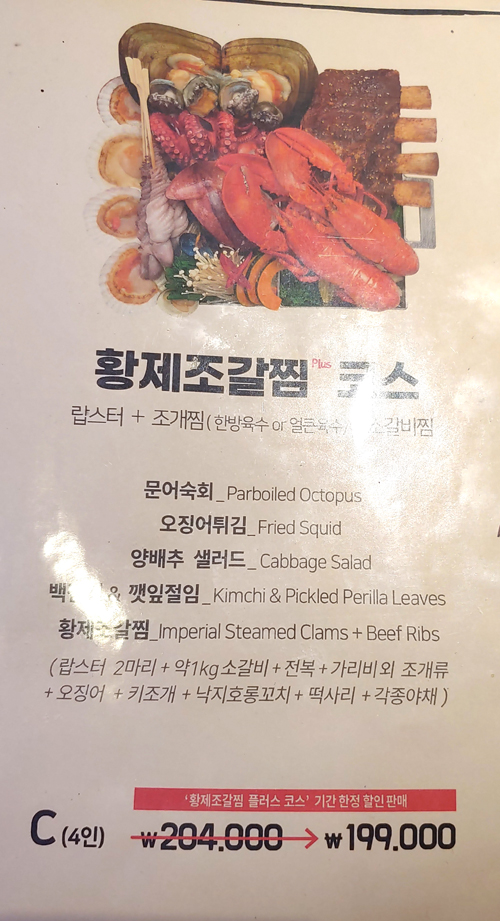 황제조갈찜 Plus 코스
랍스터 + 조개찜(한방육수 or 얼큰육수) 소갈비찜
문어숙회_Parboiled Octopus
오징어튀김_Fried Squid
양배추 샐러드_Cabbage Salad
& 깻잎절임_Kimchi & Pickled Perilla Leaves
황제조갈찜_Imperial Steamed Clams + Beef Ribs
(랍스터 2마리 + 약1kg소갈비 + 전복 + 가리비외 조개류
+ 오징어 + 키조개 + 낙지호롱꼬치 + 떡사리 + 각종야채)
'황제조갈찜 플러스 코스' 기간 한정 할인 판매
C (4인) ₩204.000 → ₩199.000